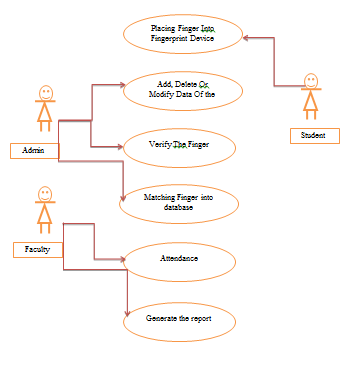 Placing Finger Into
Fingerprint Device
Add, Delete Or
Modify Data Of the
Student
Admin
Verify The Finger
Matching Finger into
database
Faculty
Attendance
Generate the report